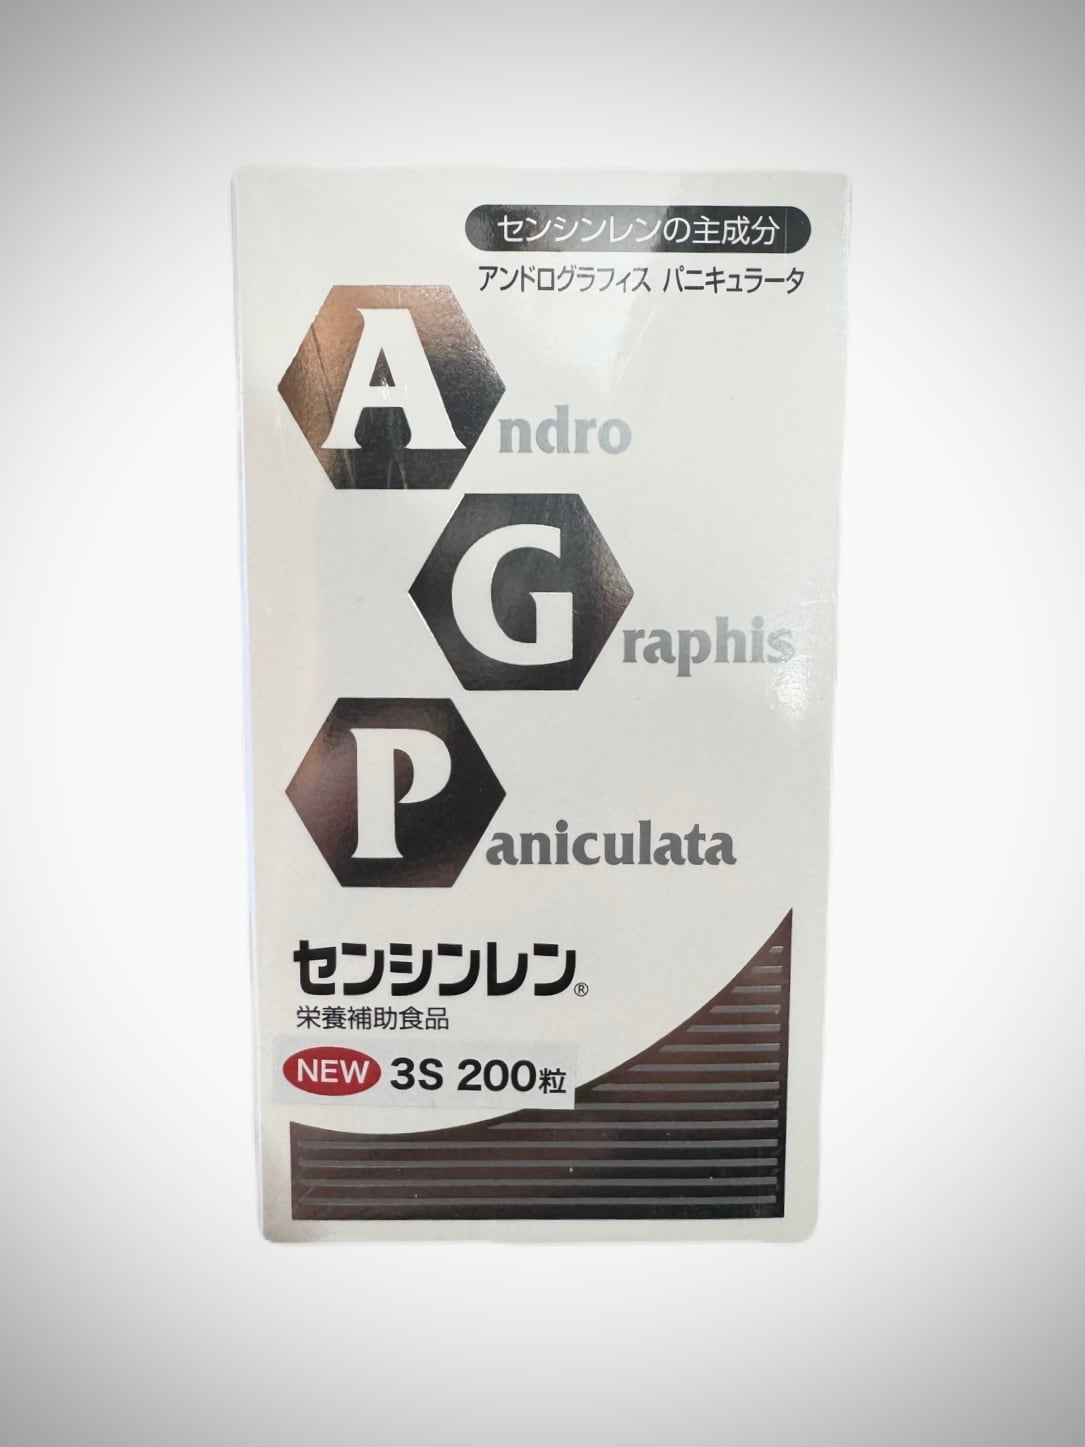 センシンレンの主成分
アンドログラフィス パニキュラータ
Andro
Graphis
Paniculata
センシンレン®
栄養補助食品
NEW 3S 200粒